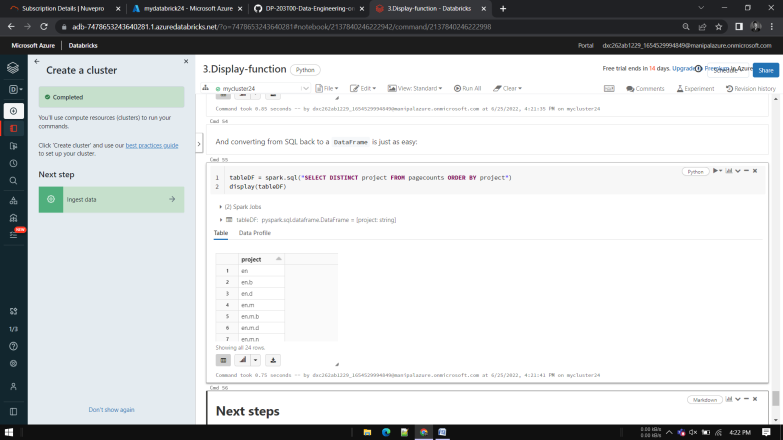 Subscription Details | Nuvepro
mydatabrick24 - Microsoft Azure
DP-203T00-Data-Engineering-on
3.Display-function - Databricks
adb-7478653243640281.1.azuredatabricks.net/?o=7478653243640281#notebook/2137840246222942/command/2137840246222998
Microsoft Azure | Databricks
Portal dxc262ab1229_1654529994849@manipalazure.onmicrosoft.com
Create a cluster
Completed
You'll use compute resources (clusters) to run your
commands.
Click 'Create cluster' and use our best practices guide
to set up your cluster.
Next step
Ingest data
Don't show again
NEW
1/3
3.Display-function Python
Free trial ends in 14 days. Upgrade to Premium in Azure
Schedule
Share
mycluster24
File
Edit
View: Standard
Run All
Clear
Comments
Experiment
Revision history
Command took 0.85 seconds -- by dxc262ab1229_1654529994849@manipalazure.onmicrosoft.com at 6/25/2022, 4:21:35 PM on mycluster24
Cmd 54
And converting from SQL back to a DataFrame is just as easy:
Cmd 55
Python
1 tableDF = spark.sql("SELECT DISTINCT project FROM pagecounts ORDER BY project")
2 display(tableDF)
(2) Spark Jobs
tableDF: pyspark.sql.dataframe.DataFrame = [project: string]
Table Data Profile
project
1 en
2 en.b
3 en.d
4 en.m
5 en.m.b
6 en.m.d
7 en.m.n
Showing all 24 rows.
Command took 0.75 seconds -- by dxc262ab1229_1654529994849@manipalazure.onmicrosoft.com at 6/25/2022, 4:21:41 PM on mycluster24
Cmd 56
Markdown
Next steps
0.00 kB/s
0.00 kB/s
4:22 PM